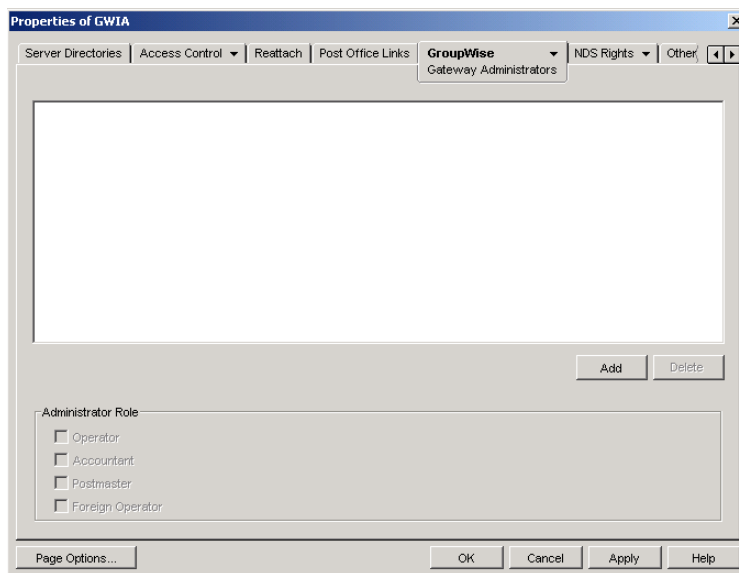 Properties of GWIA
Server Directories Access Control Reattach Post Office Links GroupWise NDS Rights Other
Gateway Administrators
Add Delete
Administrator Role
Operator
Accountant
Postmaster
Foreign Operator
Page Options... OK Cancel Apply Help